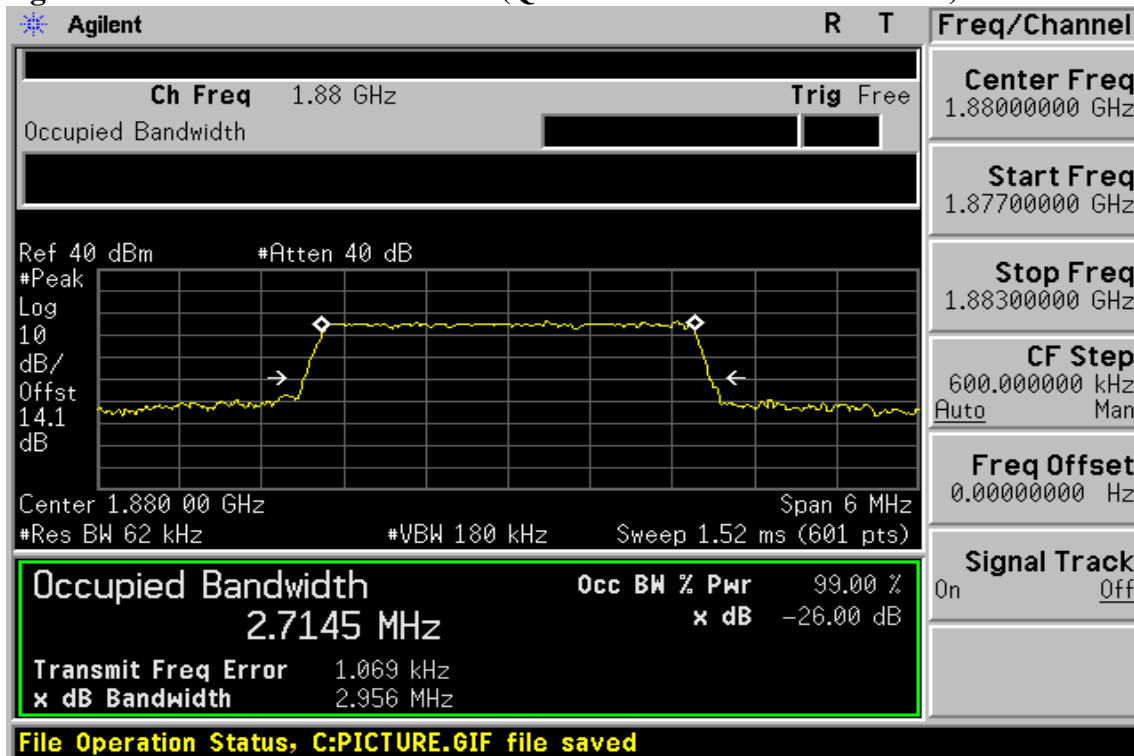 Agilent R T
Ch Freq 1.88 GHz Trig Free
Occupied Bandwidth
Ref 40 dBm #Atten 40 dB
#Peak
Log
10
dB/
Offst
14.1
dB
Center 1.880 00 GHz Span 6 MHz
#Res BW 62 kHz #VBW 180 kHz Sweep 1.52 ms (601 pts)
Occupied Bandwidth
2.7145 MHz
Occ BW % Pwr 99.00 %
x dB -26.00 dB
Transmit Freq Error 1.069 kHz
x dB Bandwidth 2.956 MHz
File Operation Status, C:PICTURE.GIF file saved
Freq/Channel
Center Freq
1.88000000 GHz
Start Freq
1.87700000 GHz
Stop Freq
1.88300000 GHz
CF Step
600.000000 kHz
Auto Man
Freq Offset
0.00000000 Hz
Signal Track
On Off